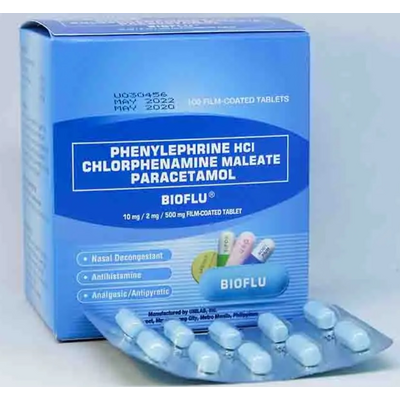 U030456
MAY 2022
MAY 2020
100 FILM-COATED TABLETS
PHENYLEPHRINE HCl
CHLORPHENAMINE MALEATE
PARACETAMOL
BIOFLU®
10 mg / 2 mg / 500 mg FILM-COATED TABLET
• Nasal Decongestant
• Antihistamine
• Analgesic/Antipyretic
BIOFLU
Manufactured by UNILAB, Inc.
City, Metro Manila, Philippines